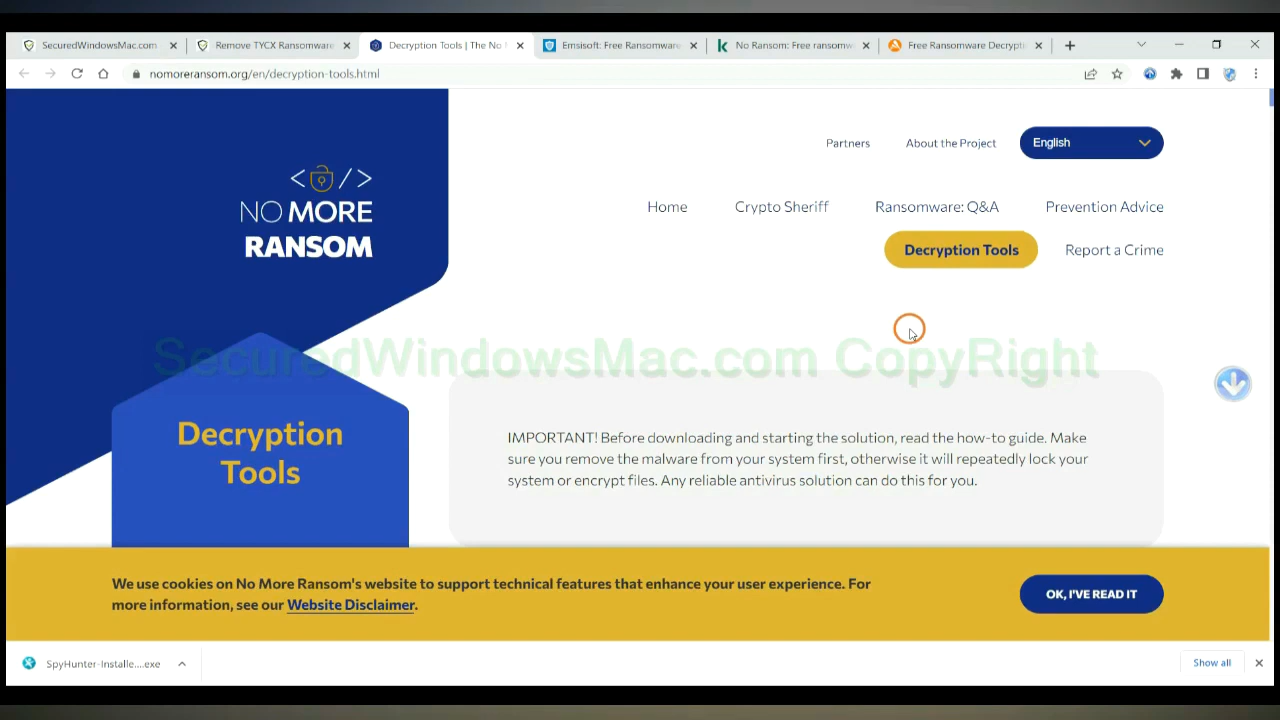 SecuredWindowsMac.com
Remove TYCX Ransomware
Decryption Tools | The No
Emsisoft: Free Ransomware
No Ransom: Free ransomw
Free Ransomware Decrypt
nomoreransom.org/en/decryption-tools.html
Partners
About the Project
English
NO MORE
RANSOM
Home
Crypto Sheriff
Ransomware: Q&A
Prevention Advice
Decryption Tools
Report a Crime
SecuredWindowsMac.com CopyRight
Decryption
Tools
IMPORTANT! Before downloading and starting the solution, read the how-to guide. Make
sure you remove the malware from your system first, otherwise it will repeatedly lock your
system or encrypt files. Any reliable antivirus solution can do this for you.
We use cookies on No More Ransom's website to support technical features that enhance your user experience. For
more information, see our Website Disclaimer.
OK, I'VE READ IT
SpyHunter-Installe....exe
Show all